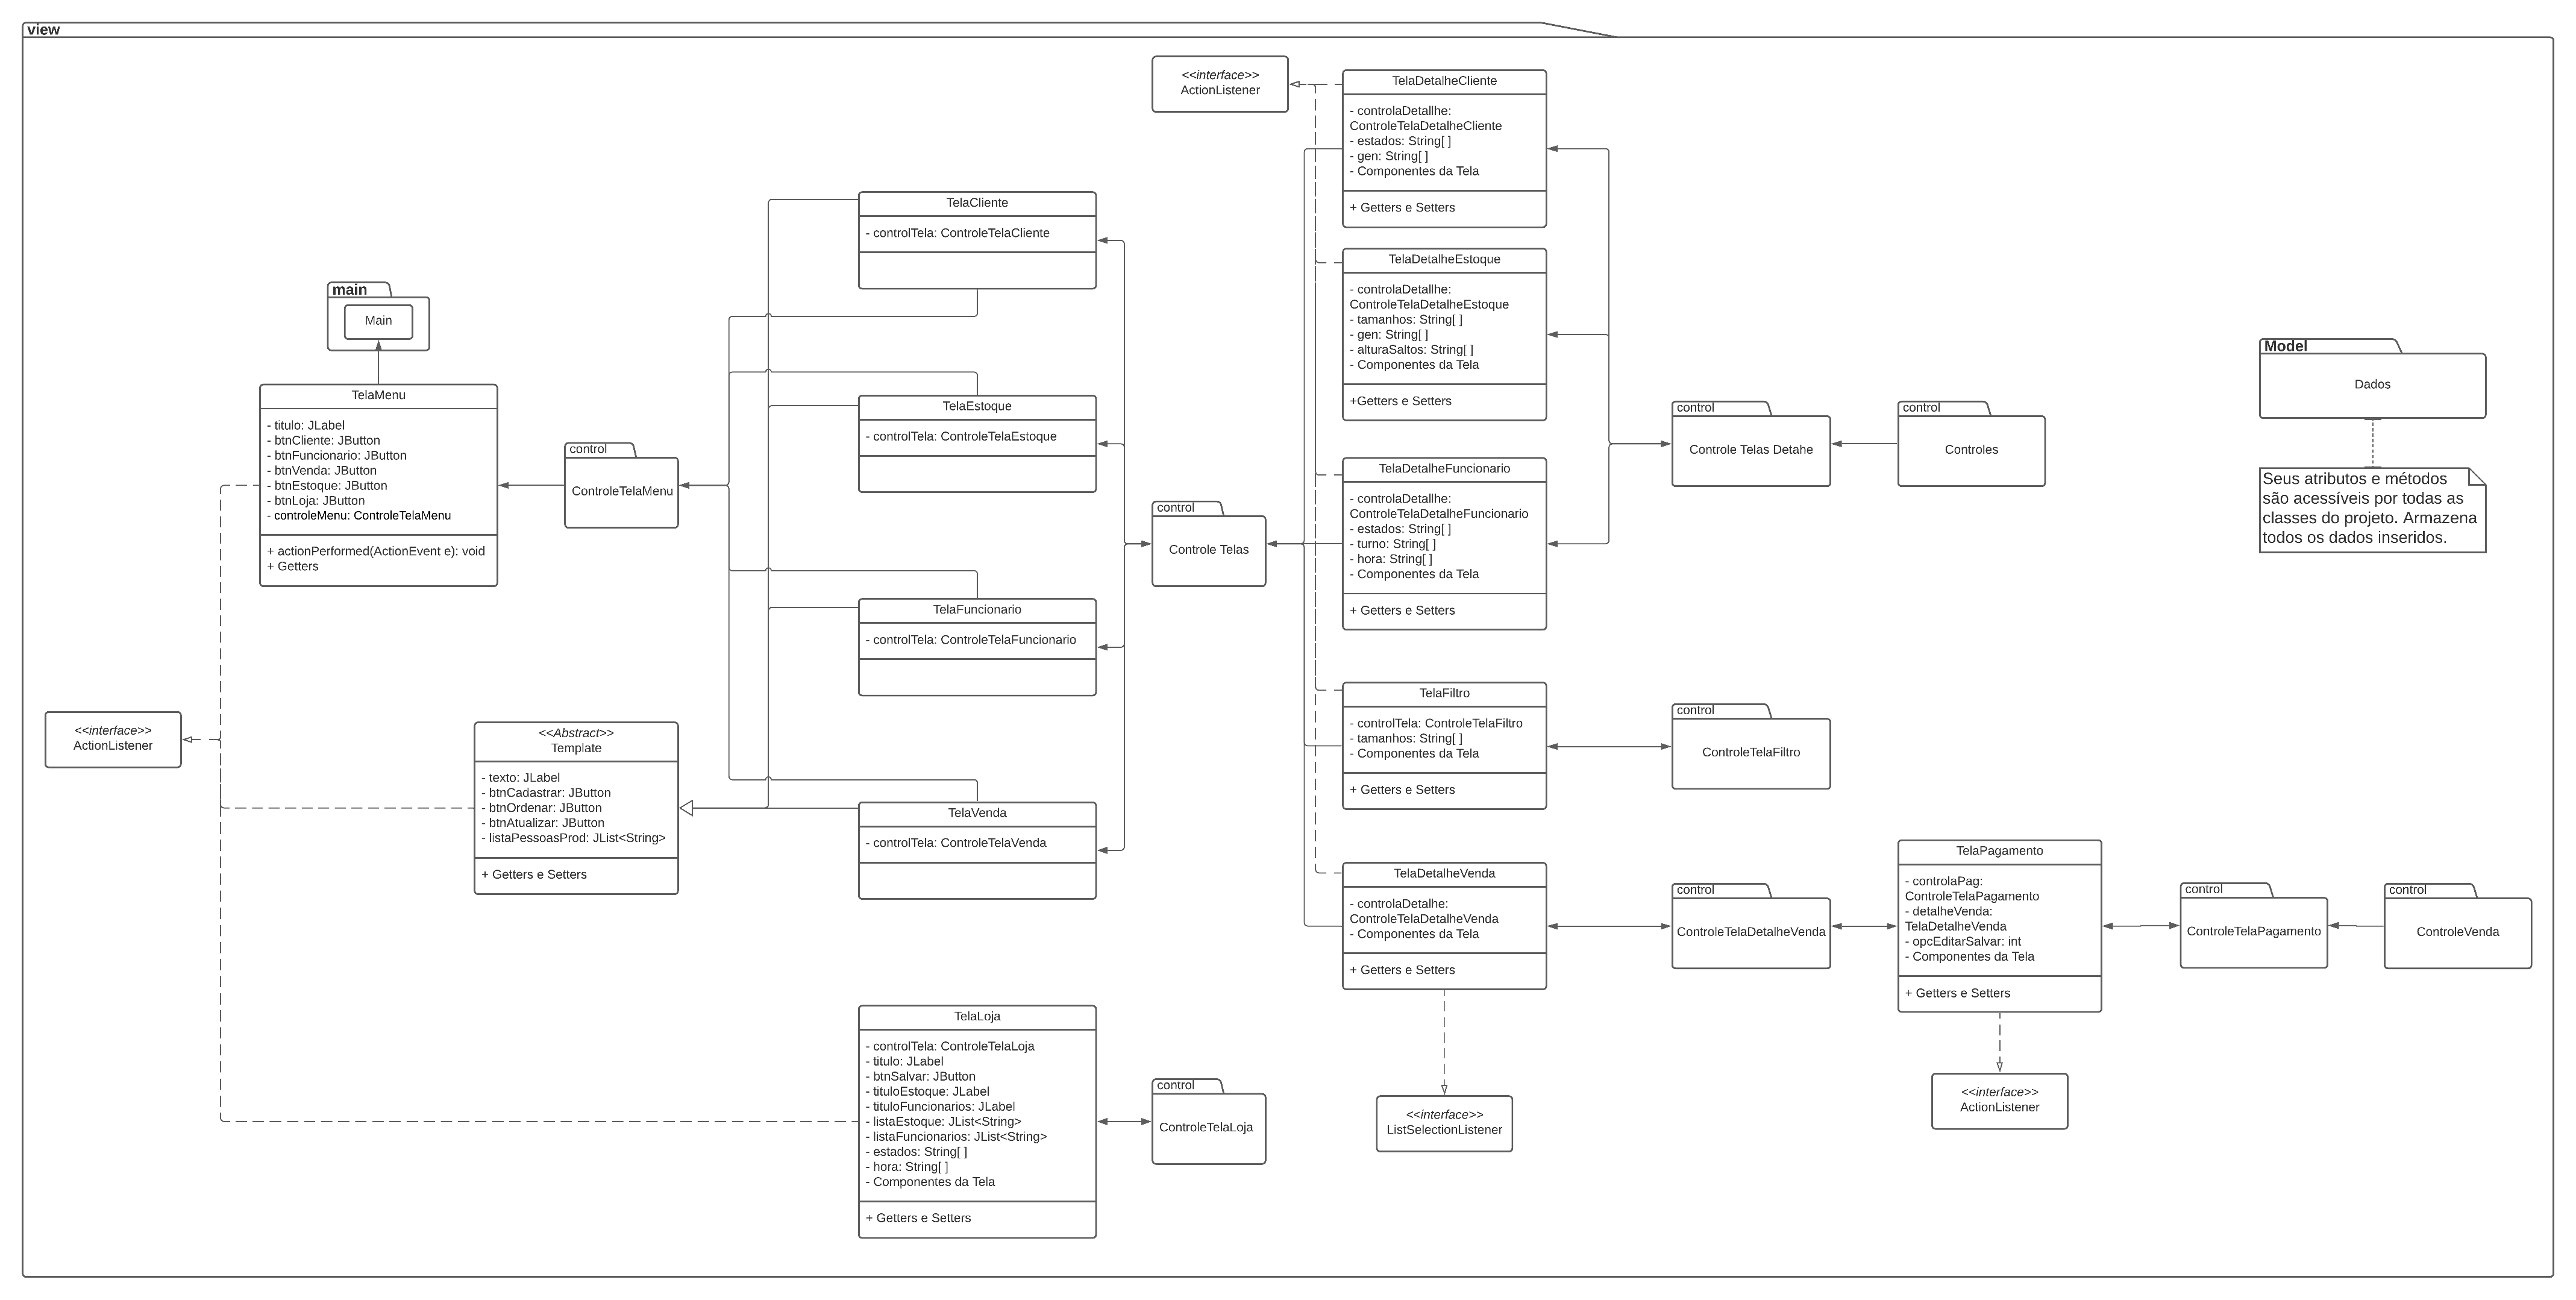 view
<<interface>>
ActionListener
main
Main
TelaMenu
- titulo: JLabel
- btnCliente: JButton
- btnFuncionario: JButton
- btnVenda: JButton
- btnEstoque: JButton
- btnLoja: JButton
- controleMenu: ControleTelaMenu
+ actionPerformed(ActionEvent e): void
+ Getters
control
ControleTelaMenu
<<Abstract>>
Template
- texto: JLabel
- btnCadastrar: JButton
- btnOrdenar: JButton
- btnAtualizar: JButton
- listaPessoasProd: JList<String>
+ Getters e Setters
TelaCliente
- controlTela: ControleTelaCliente
TelaEstoque
- controlTela: ControleTelaEstoque
TelaFuncionario
- controlTela: ControleTelaFuncionario
TelaVenda
- controlTela: ControleTelaVenda
TelaLoja
- controlTela: ControleTelaLoja
- titulo: JLabel
- btnSalvar: JButton
- tituloEstoque: JLabel
- tituloFuncionarios: JLabel
- listaEstoque: JList<String>
- listaFuncionarios: JList<String>
- estados: String[ ]
- hora: String[ ]
- Componentes da Tela
+ Getters e Setters
<<interface>>
ActionListener
control
Controle Telas
control
ControleTelaLoja
TelaDetalheCliente
- controlaDetallhe:
ControleTelaDetalheCliente
- estados: String[ ]
- gen: String[ ]
- Componentes da Tela
+ Getters e Setters
TelaDetalheEstoque
- controlaDetallhe:
ControleTelaDetalheEstoque
- tamanhos: String[ ]
- gen: String[ ]
- alturaSaltos: String[ ]
- Componentes da Tela
+Getters e Setters
TelaDetalheFuncionario
- controlaDetallhe:
ControleTelaDetalheFuncionario
- estados: String[ ]
- turno: String[ ]
- hora: String[ ]
- Componentes da Tela
+ Getters e Setters
TelaFiltro
- controlTela: ControleTelaFiltro
- tamanhos: String[ ]
- Componentes da Tela
+ Getters e Setters
TelaDetalheVenda
- controlaDetalhe:
ControleTelaDetalheVenda
- Componentes da Tela
+ Getters e Setters
<<interface>>
ListSelectionListener
control
Controle Telas Detahe
control
Controles
control
ControleTelaFiltro
control
ControleTelaDetalheVenda
TelaPagamento
- controlaPag:
ControleTelaPagamento
- detalheVenda:
TelaDetalheVenda
- opcEditarSalvar: int
- Componentes da Tela
+ Getters e Setters
<<interface>>
ActionListener
control
ControleTelaPagamento
control
ControleVenda
Model
Dados
Seus atributos e métodos
são acessíveis por todas as
classes do projeto. Armazena
todos os dados inseridos.